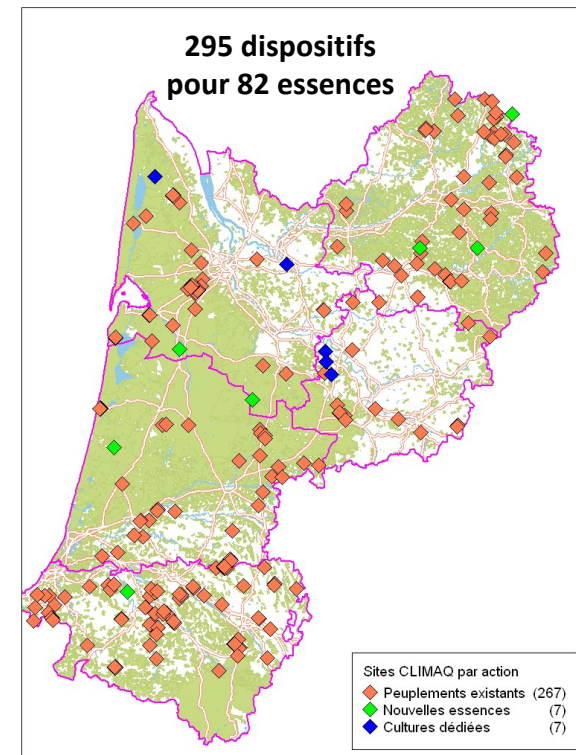 295 dispositifs
pour 82 essences
Sites CLIMAQ par action
Peuplements existants (267)
Nouvelles essences (7)
Cultures dédiées (7)